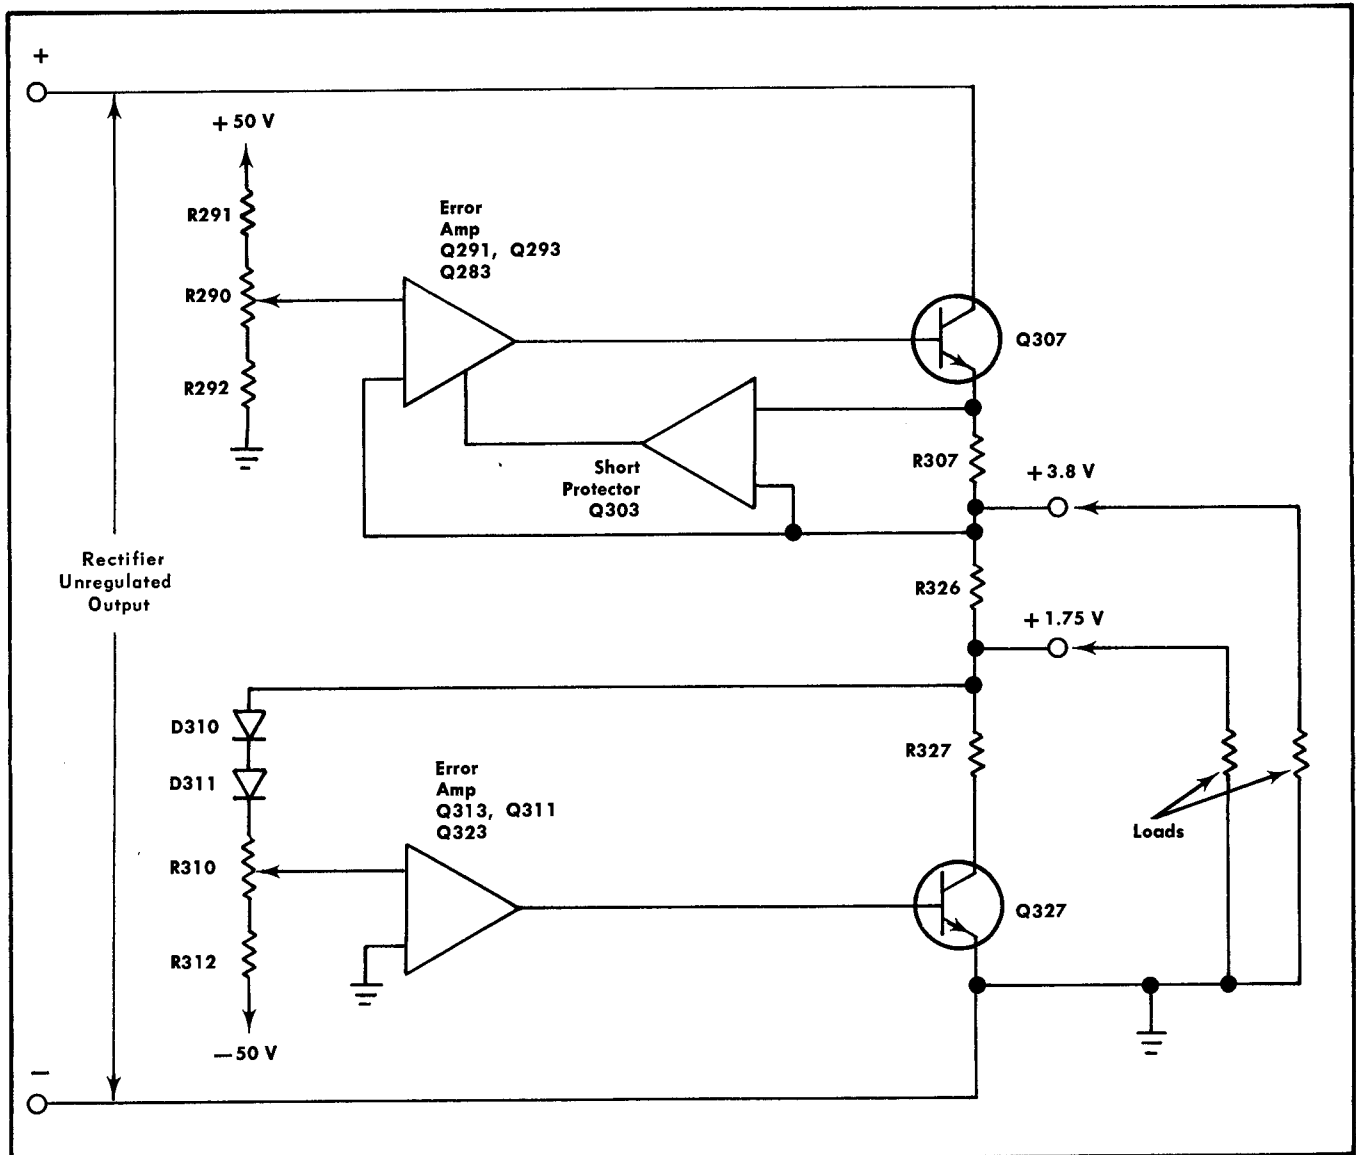 +
+ 50 V
R291
R290
R292
Error
Amp
Q291, Q293
Q283
Q307
Short
Protector
Q303
R307
+ 3.8 V
Rectifier
Unregulated
Output
R326
+ 1.75 V
D310
D311
R310
R312
— 50 V
Error
Amp
Q313, Q311
Q323
R327
Q327
Loads
—